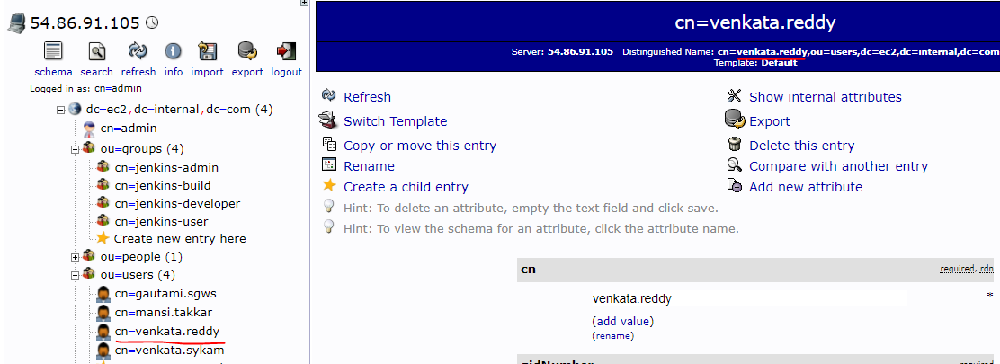 54.86.91.105
schema search refresh info import export logout
Logged in as: cn=admin
dc=ec2,dc=internal,dc=com (4)
cn=admin
ou=groups (4)
cn=jenkins-admin
cn=jenkins-build
cn=jenkins-developer
cn=jenkins-user
Create new entry here
ou=people (1)
ou=users (4)
cn=gautami.sgws
cn=mansi.takkar
cn=venkata.reddy
cn=venkata.sykam
cn=venkata.reddy
Server: 54.86.91.105 Distinguished Name: cn=venkata.reddy,ou=users,dc=ec2,dc=internal,dc=com
Template: Default
Refresh
Switch Template
Copy or move this entry
Rename
Create a child entry
Show internal attributes
Export
Delete this entry
Compare with another entry
Add new attribute
Hint: To delete an attribute, empty the text field and click save.
Hint: To view the schema for an attribute, click the attribute name.
cn required, rdn
venkata.reddy *
(add value)
(rename)
gidNumber required